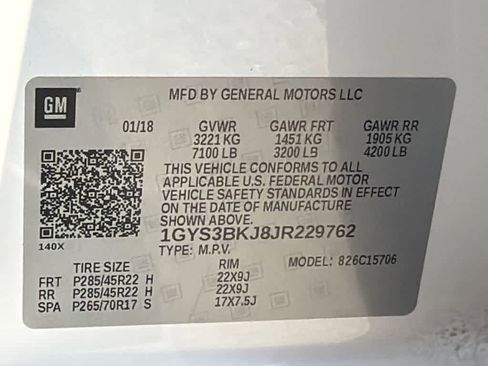 GM
MFD BY GENERAL MOTORS LLC
01/18 GVWR GAWR FRT GAWR RR
3221 KG 1451 KG 1905 KG
7100 LB 3200 LB 4200 LB
THIS VEHICLE CONFORMS TO ALL
APPLICABLE U.S. FEDERAL MOTOR
VEHICLE SAFETY STANDARDS IN EFFECT
ON THE DATE OF MANUFACTURE
SHOWN ABOVE.
140X
1GYS3BKJ8JR229762
TYPE: M.P.V. MODEL: 826C15706
TIRE SIZE RIM
FRT P285/45R22 H 22X9J
RR P285/45R22 H 22X9J
SPA P265/70R17 S 17X7.5J